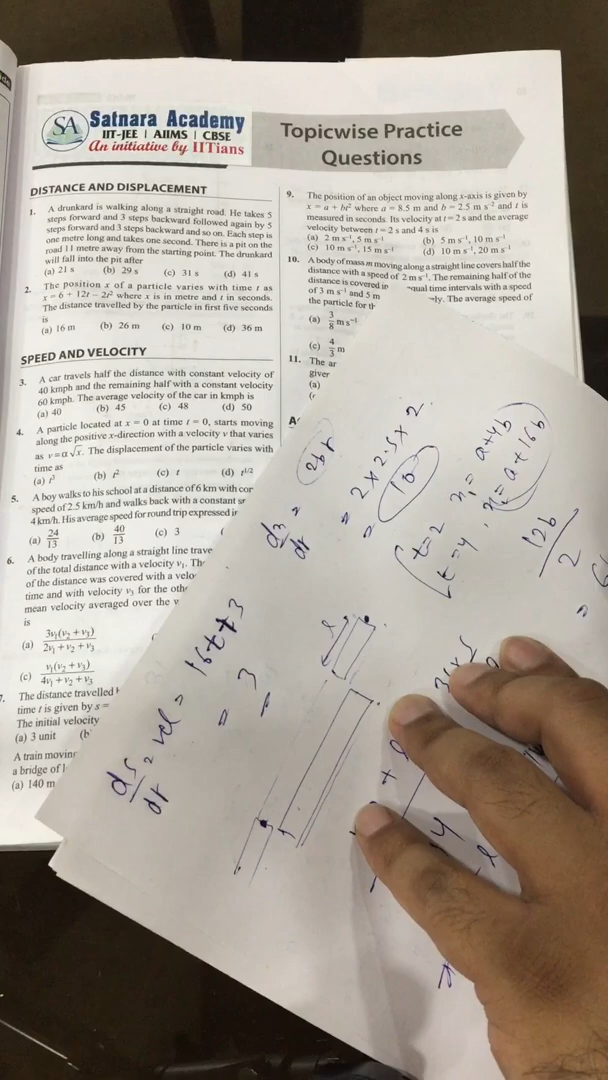 SA
Satnara Academy
IIT-JEE | AIIMS | CBSE
An initiative by IITians
Topicwise Practice
Questions
DISTANCE AND DISPLACEMENT
1. A drunkard is walking along a straight road. He takes 5
steps forward and 3 steps backward followed again by 5
steps forward and 3 steps backward and so on. Each step is
one metre long and takes one second. There is a pit on the
road 11 metre away from the starting point. The drunkard
will fall into the pit after
(a) 21 s (b) 29 s (c) 31 s (d) 41 s
2. The position x of a particle varies with time t as
x = 6 + 12t – 2t² where x is in metre and t in seconds.
The distance travelled by the particle in first five seconds
is
(a) 16 m (b) 26 m (c) 10 m (d) 36 m
SPEED AND VELOCITY
3. A car travels half the distance with constant velocity of
40 kmph and the remaining half with a constant velocity
60 kmph. The average velocity of the car in kmph is
(a) 40 (b) 45 (c) 48 (d) 50
4. A particle located at x = 0 at time t = 0, starts moving
along the positive x-direction with a velocity v that varies
as v = α√x. The displacement of the particle varies with
time as
(a) t³ (b) t² (c) t (d) t^1/2
5. A boy walks to his school at a distance of 6 km with
speed of 2.5 km/h and walks back with a constant
4 km/h. His average speed for round trip expressed
(a) 24/13 (b) 40/13 (c) 3
6. A body travelling along a straight line
of the total distance with a velocity v₁.
of the distance was covered with a
time and with velocity v₃ for the
mean velocity averaged over the
is
(a) 3v₁(v₂ + v₃) / 2v₁ + v₂ + v₃
(c) v₁(v₂ + v₃) / 4v₁ + v₂ + v₃
The distance travelled
time t is given by s =
The initial velocity
(a) 3 unit (b
A train
a bridge of
(a) 140 m
9. The position of an object moving along x-axis is given by
x = a + bt² where a = 8.5 m and b = 2.5 m s⁻² and t is
measured in seconds. Its velocity at t = 2 s and the average
velocity between t = 2 s and 4 s is
(a) 2 m s⁻¹, 5 m s⁻¹ (b) 5 m s⁻¹, 10 m s⁻¹
(c) 10 m s⁻¹, 15 m s⁻¹ (d) 10 m s⁻¹, 20 m s⁻¹
10. A body of mass m moving along a straight line covers half the
distance with a speed of 2 m s⁻¹. The remaining half of the
distance is covered in equal time intervals with a speed
of 3 m s⁻¹ and 5 m The average speed of
the particle for
(a) 3/8 m s⁻¹
(c) 4/3 m
11. The
(a)
2bt
= 2 × 2.5 × 2
= 10
t = 2 x₁ = a + 4b
t = 4, x₂ = a + 16b
12b/2
ds/dt = vel = 16t + 3
= 3